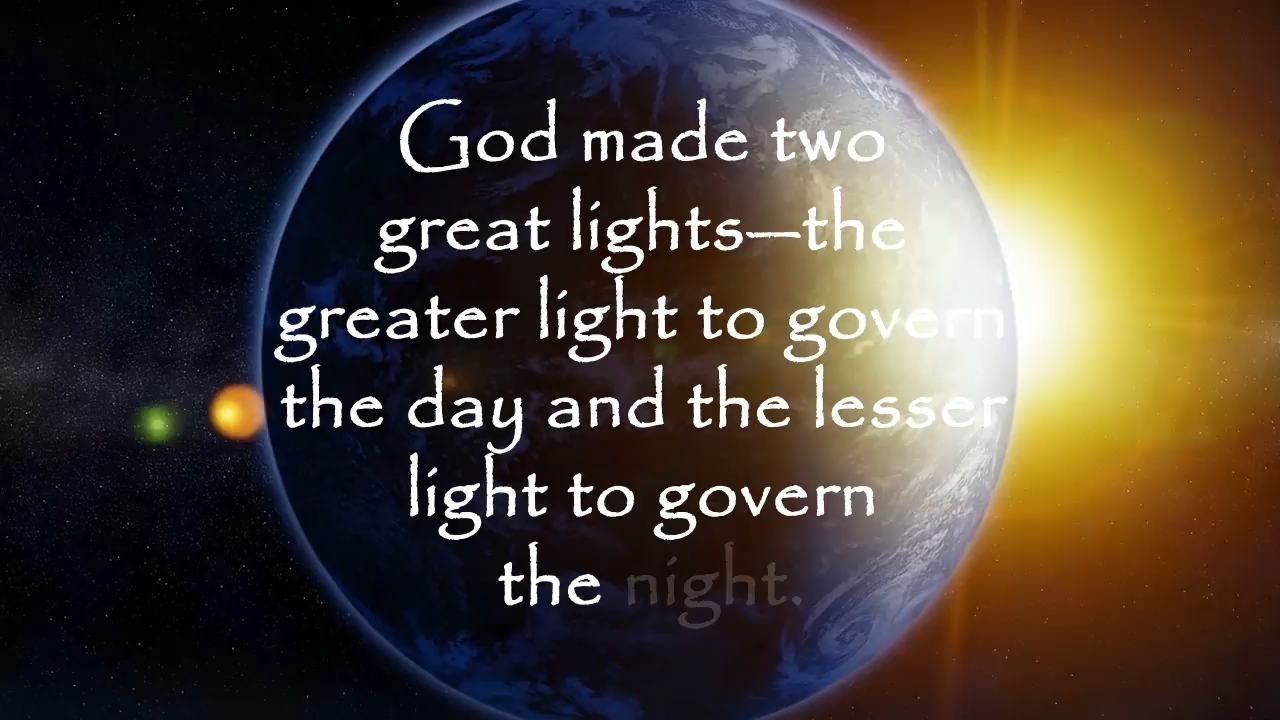 God made two
great lights—the
greater light to govern
the day and the lesser
light to govern
the night.